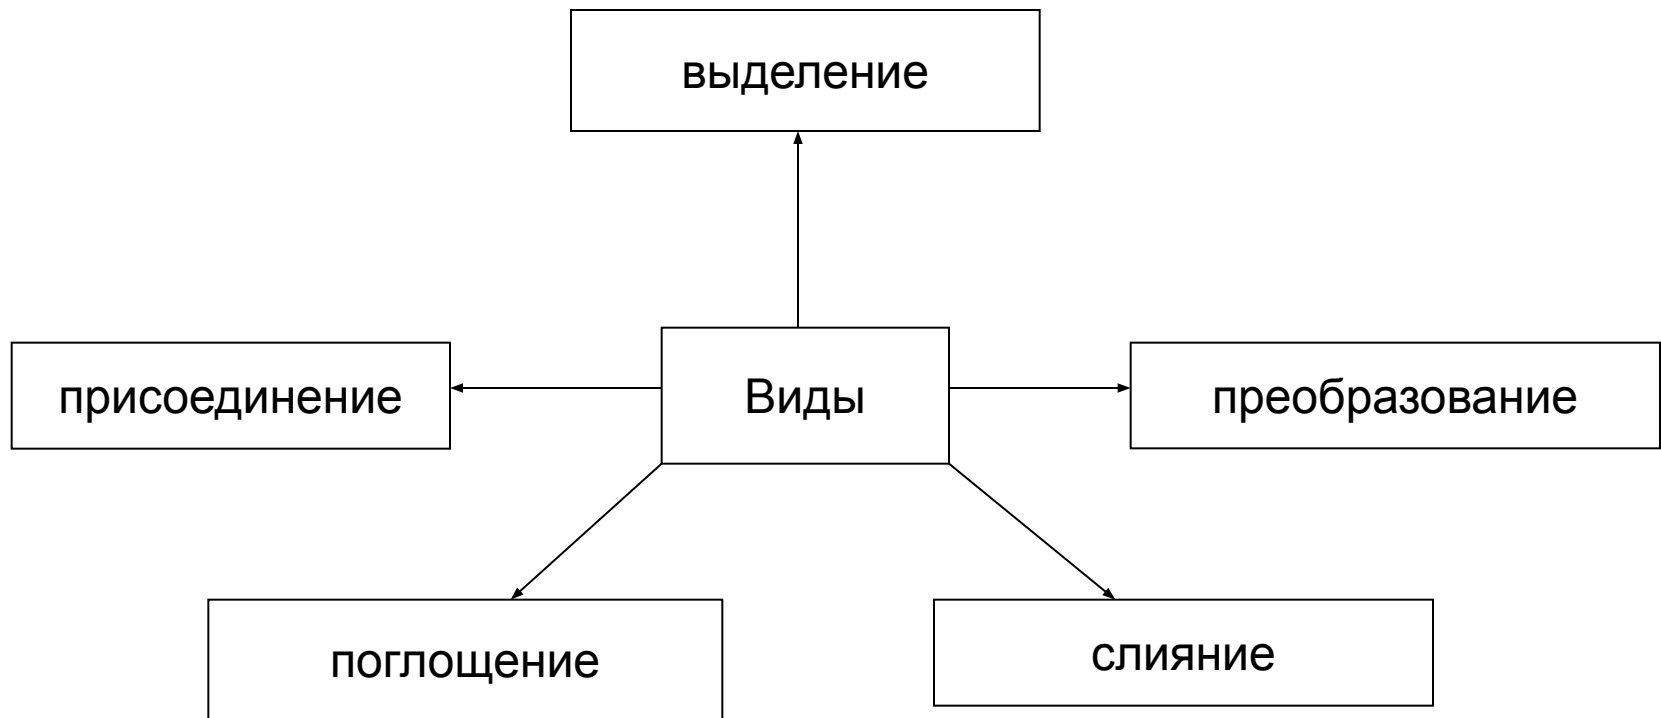 выделение
присоединение
Виды
преобразование
поглощение
слияние